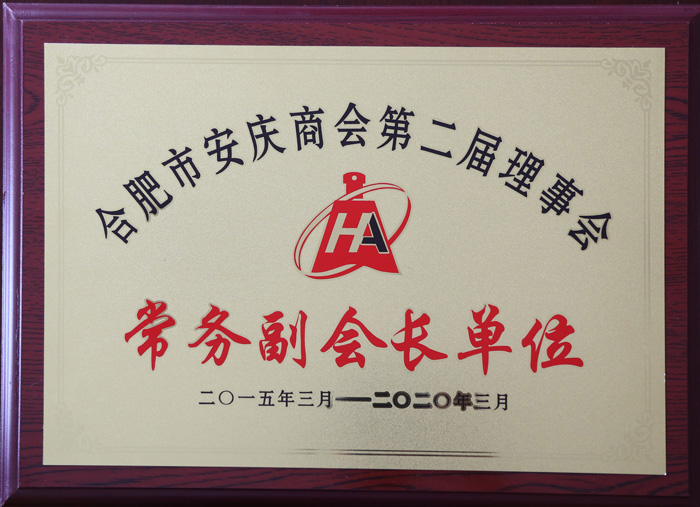 合肥市安庆商会第二届理事会
HA
常务副会长单位
二〇一五年三月——二〇二〇年三月